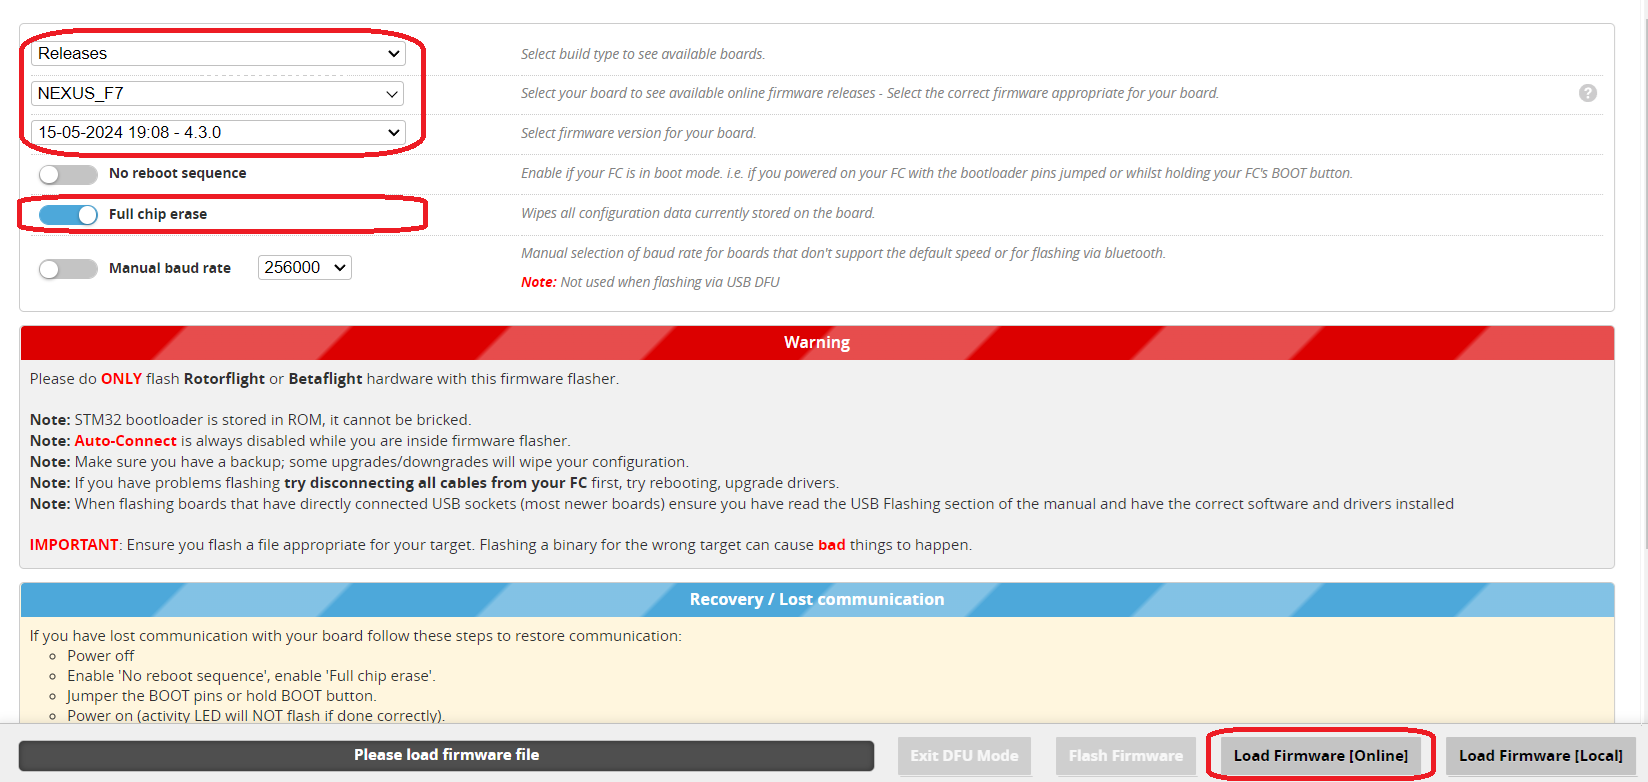 Releases
Select build type to see available boards.
NEXUS_F7
Select your board to see available online firmware releases - Select the correct firmware appropriate for your board.
?
15-05-2024 19:08 - 4.3.0
Select firmware version for your board.
No reboot sequence
Enable if your FC is in boot mode. i.e. if you powered on your FC with the bootloader pins jumped or whilst holding your FC's BOOT button.
Full chip erase
Wipes all configuration data currently stored on the board.
Manual baud rate
256000
Manual selection of baud rate for boards that don't support the default speed or for flashing via bluetooth.
Note: Not used when flashing via USB DFU
Warning
Please do ONLY flash Rotorflight or Betaflight hardware with this firmware flasher.
Note: STM32 bootloader is stored in ROM, it cannot be bricked.
Note: Auto-Connect is always disabled while you are inside firmware flasher.
Note: Make sure you have a backup; some upgrades/downgrades will wipe your configuration.
Note: If you have problems flashing try disconnecting all cables from your FC first, try rebooting, upgrade drivers.
Note: When flashing boards that have directly connected USB sockets (most newer boards) ensure you have read the USB Flashing section of the manual and have the correct software and drivers installed
IMPORTANT: Ensure you flash a file appropriate for your target. Flashing a binary for the wrong target can cause bad things to happen.
Recovery / Lost communication
If you have lost communication with your board follow these steps to restore communication:
Power off
Enable 'No reboot sequence', enable 'Full chip erase'.
Jumper the BOOT pins or hold BOOT button.
Power on (activity LED will NOT flash if done correctly).
Please load firmware file
Exit DFU Mode
Flash Firmware
Load Firmware [Online]
Load Firmware [Local]